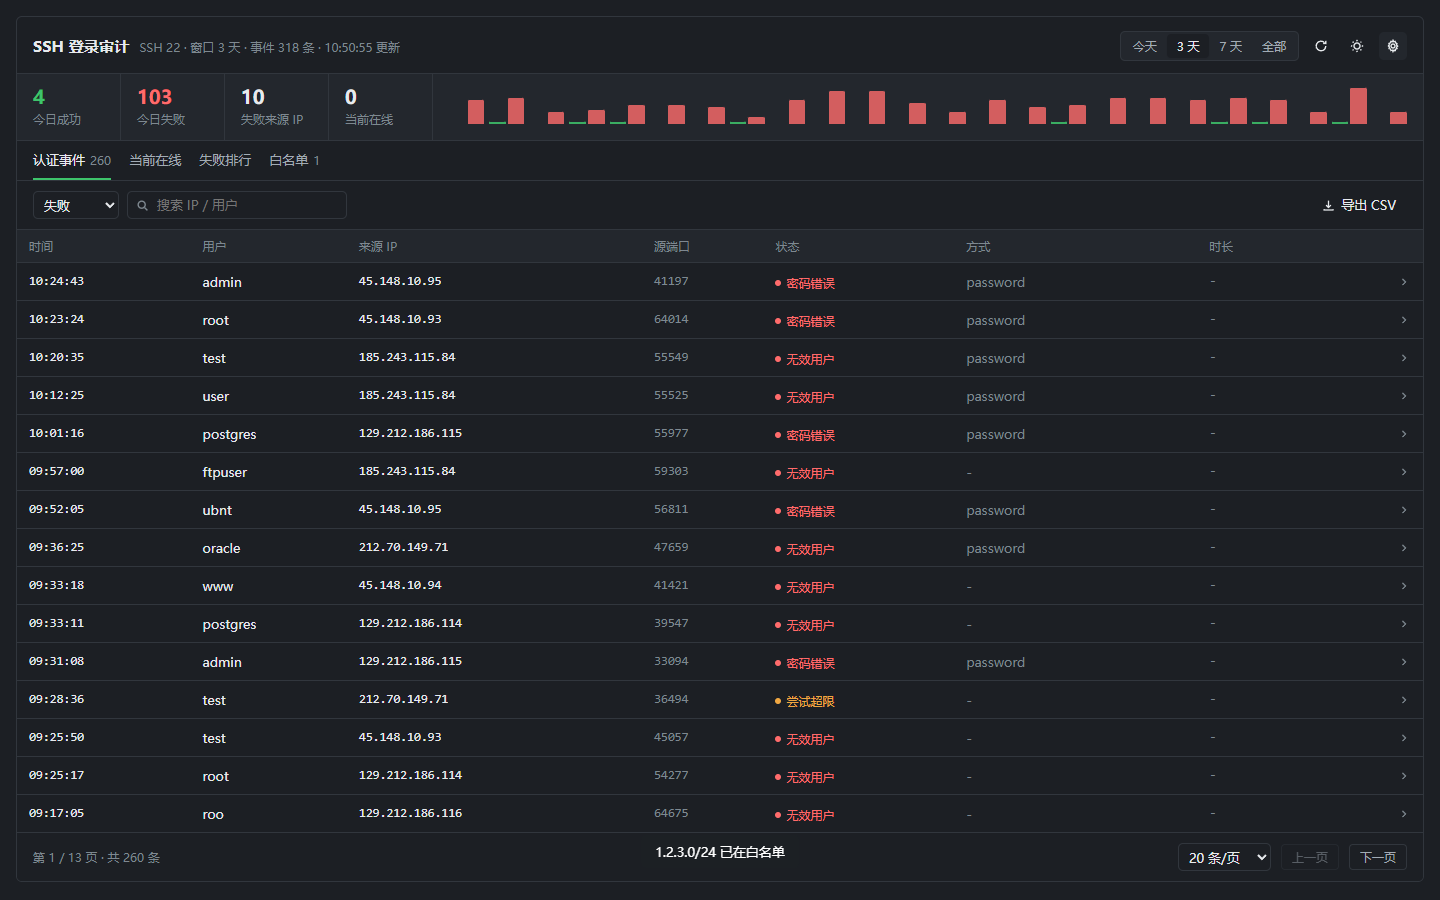 SSH 登录审计 SSH 22 · 窗口 3 天 · 事件 318 条 · 10:50:55 更新 今天 3 天 7 天 全部
4 103 10 0
今日成功 今日失败 失败来源 IP 当前在线
认证事件 260 当前在线 失败排行 白名单 1
失败 搜索 IP / 用户 导出 CSV
时间 用户 来源 IP 源端口 状态 方式 时长
10:24:43 admin 45.148.10.95 41197 密码错误 password -
10:23:24 root 45.148.10.93 64014 密码错误 password -
10:20:35 test 185.243.115.84 55549 无效用户 password -
10:12:25 user 185.243.115.84 55525 无效用户 password -
10:01:16 postgres 129.212.186.115 55977 密码错误 password -
09:57:00 ftpuser 185.243.115.84 59303 无效用户 - -
09:52:05 ubnt 45.148.10.95 56811 密码错误 password -
09:36:25 oracle 212.70.149.71 47659 无效用户 password -
09:33:18 www 45.148.10.94 41421 无效用户 - -
09:33:11 postgres 129.212.186.114 39547 无效用户 - -
09:31:08 admin 129.212.186.115 33094 密码错误 password -
09:28:36 test 212.70.149.71 36494 尝试超限 - -
09:25:50 test 45.148.10.93 45057 无效用户 - -
09:25:17 root 129.212.186.114 54277 无效用户 - -
09:17:05 roo 129.212.186.116 64675 无效用户 - -
第 1 / 13 页 · 共 260 条 1.2.3.0/24 已在白名单 20 条/页 上一页 下一页